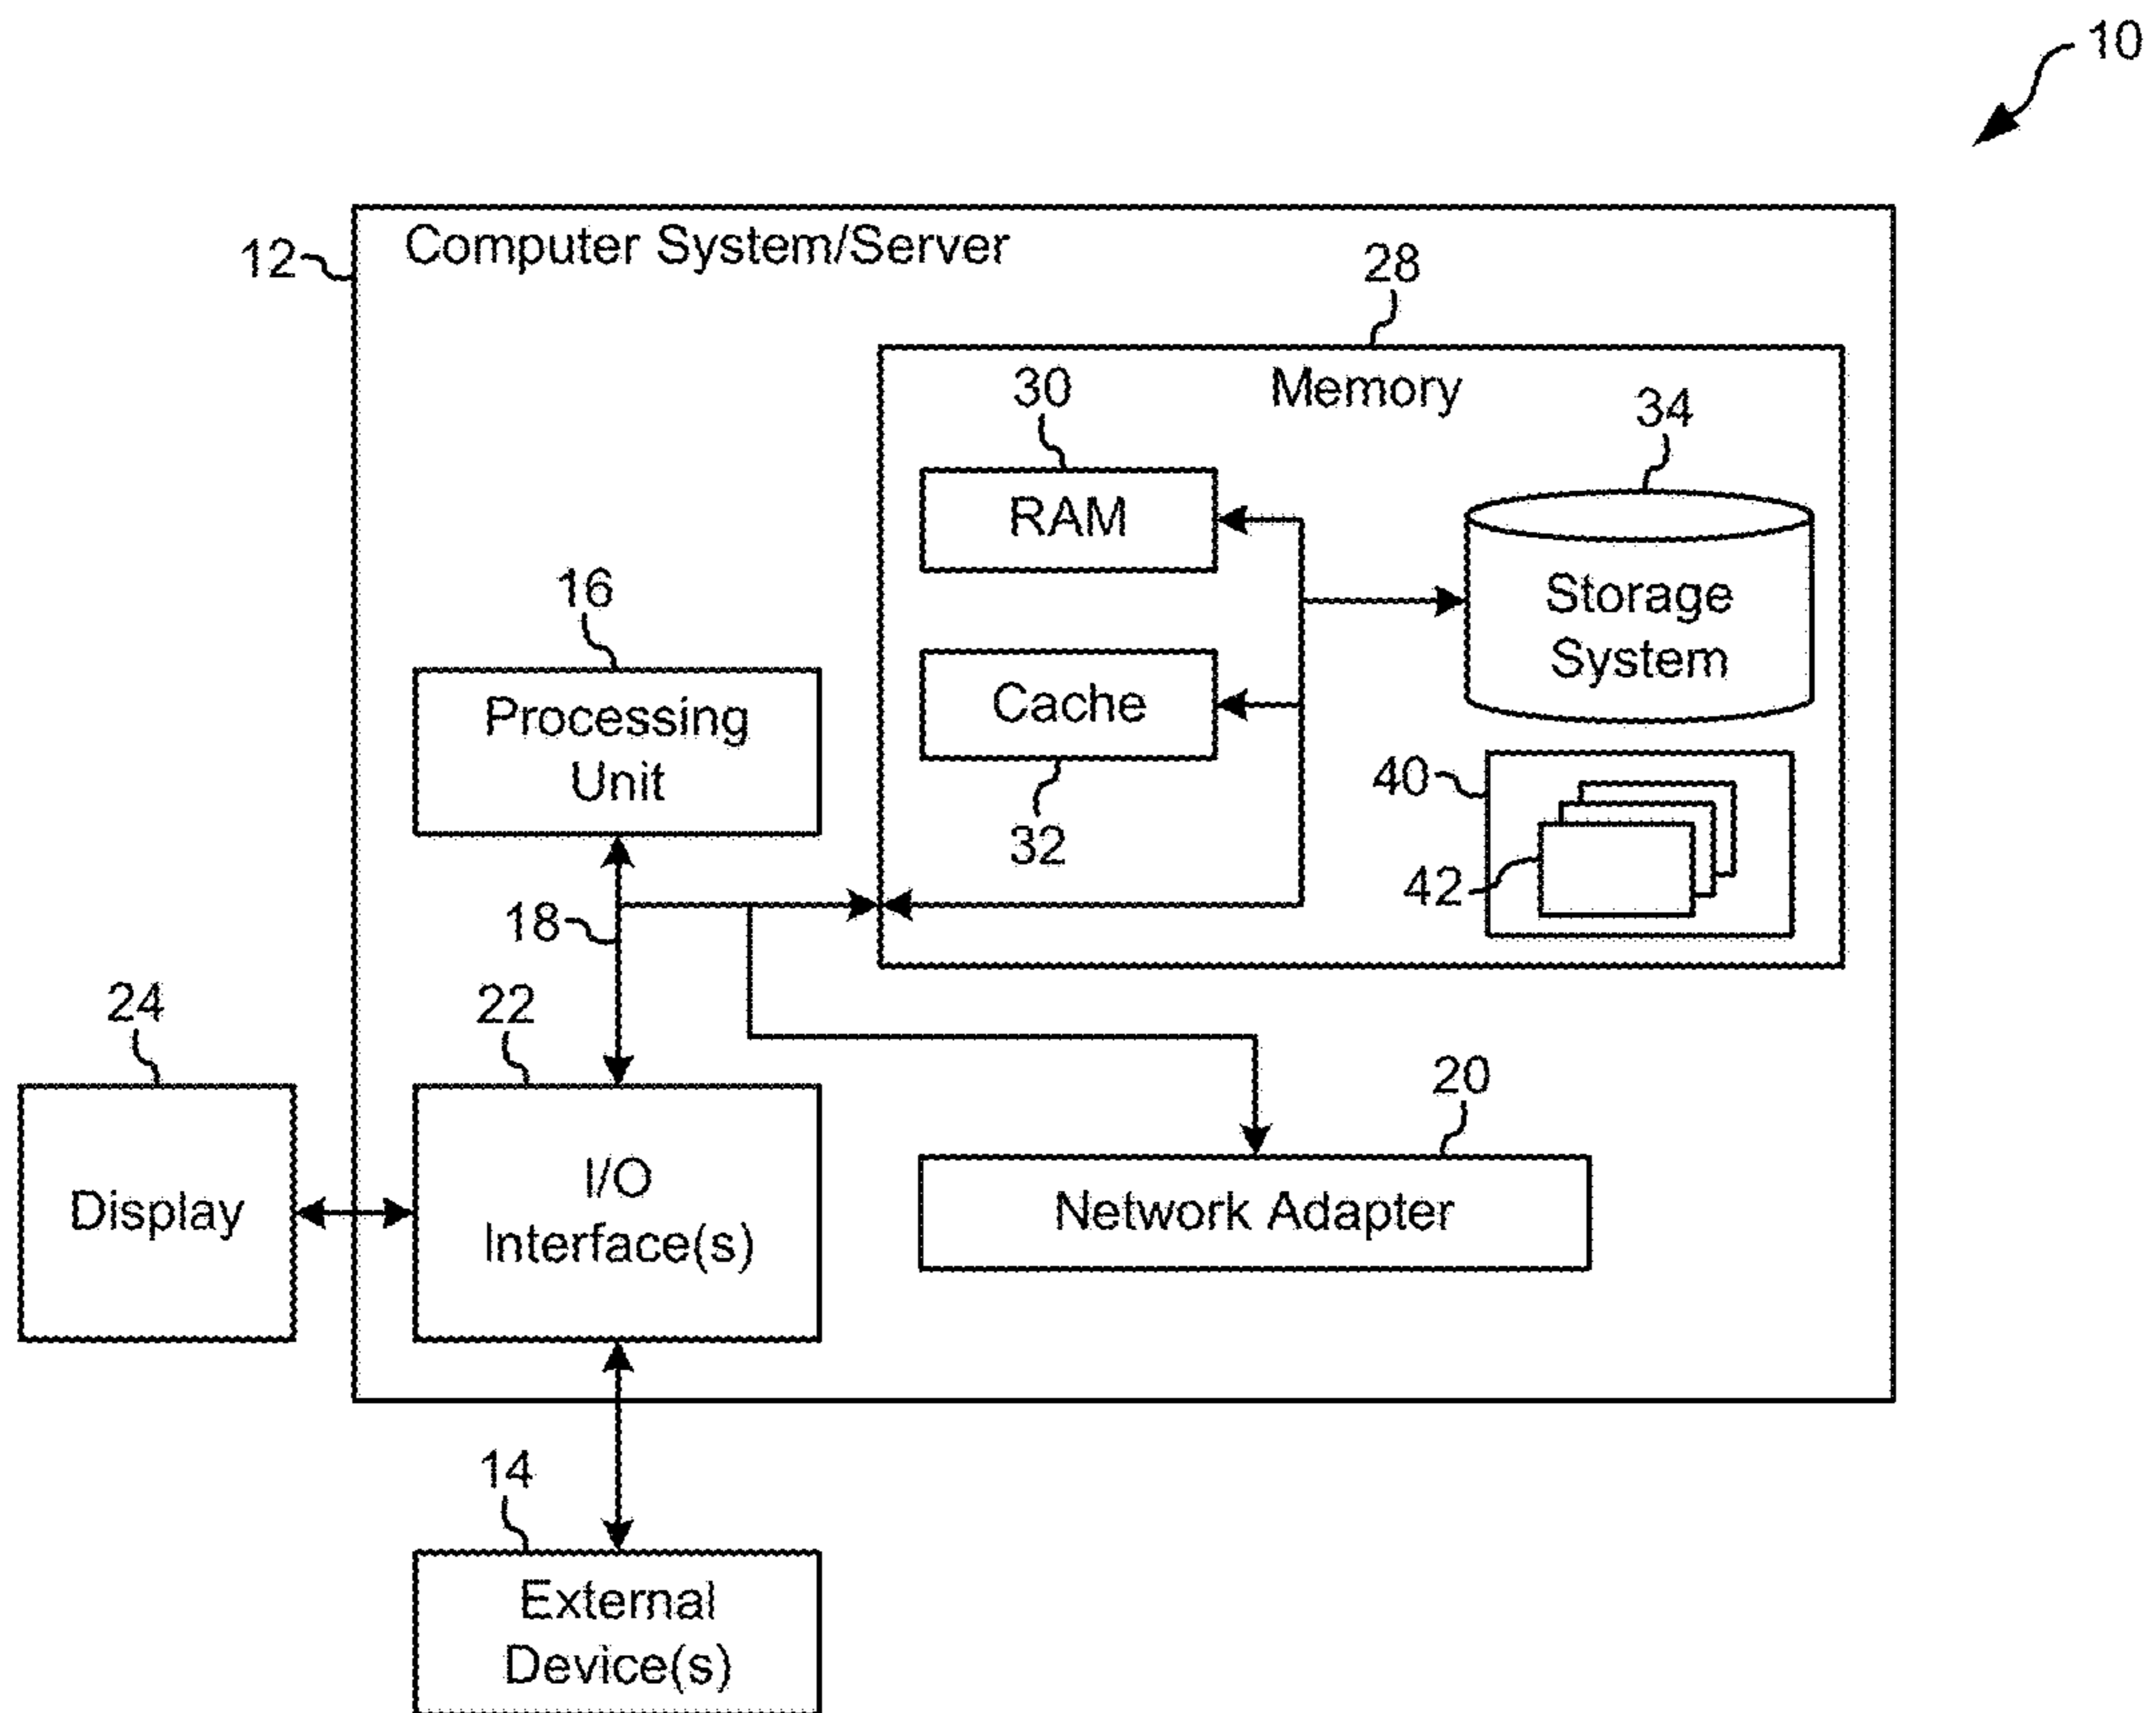 10
12
Computer System/Server
28
Memory
30
RAM
34
Storage
System
16
Processing
Unit
Cache
32
40
42
18
24
Display
22
I/O
Interface(s)
20
Network Adapter
14
External
Device(s)